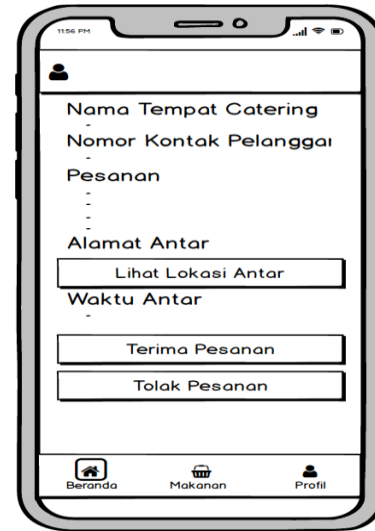 11:56 PM
Nama Tempat Catering
-
Nomor Kontak Pelanggar
-
Pesanan
-
-
-
-
Alamat Antar
Lihat Lokasi Antar
Waktu Antar
-
Terima Pesanan
Tolak Pesanan
Beranda Makanan Profil